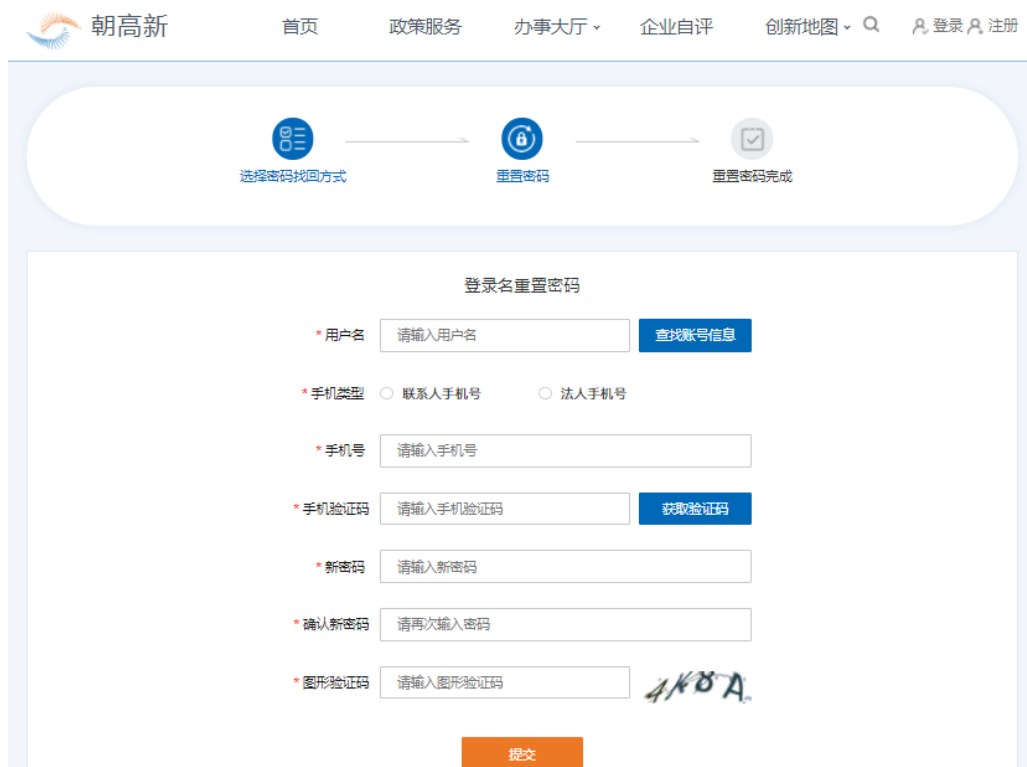 朝高新 首页 政策服务 办事大厅 企业自评 创新地图 登录 注册
选择密码找回方式 重置密码 重置密码完成
登录名重置密码
*用户名 请输入用户名 查找账号信息
*手机类型 联系人手机号 法人手机号
*手机号 请输入手机号
*手机验证码 请输入手机验证码 获取验证码
*新密码 请输入新密码
*确认新密码 请再次输入密码
*图形验证码 请输入图形验证码
提交